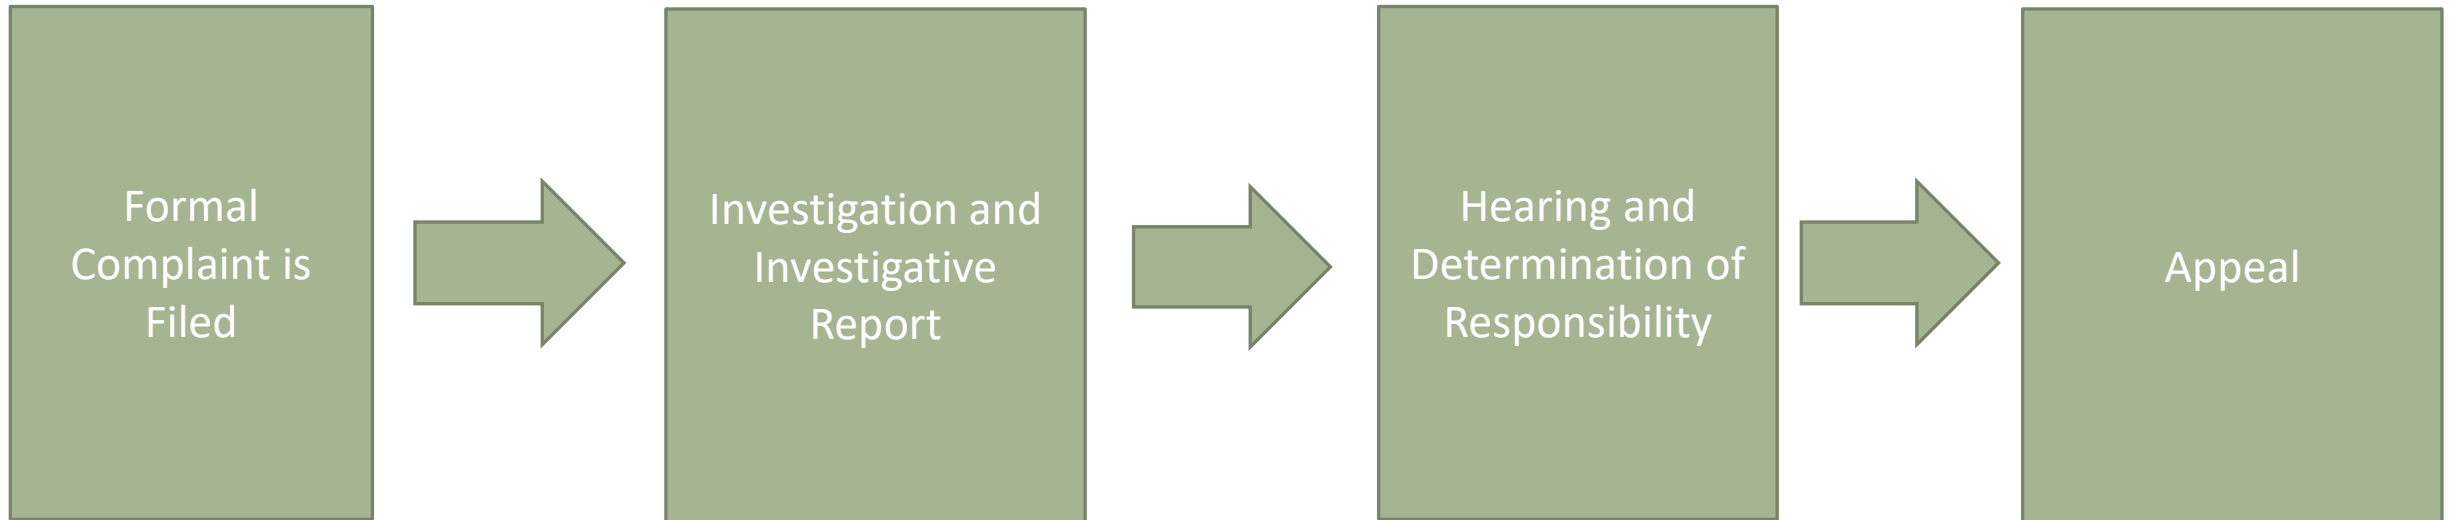 Formal
Complaint is
Filed
Investigation and
Investigative
Report
Hearing and
Determination of
Responsibility
Appeal